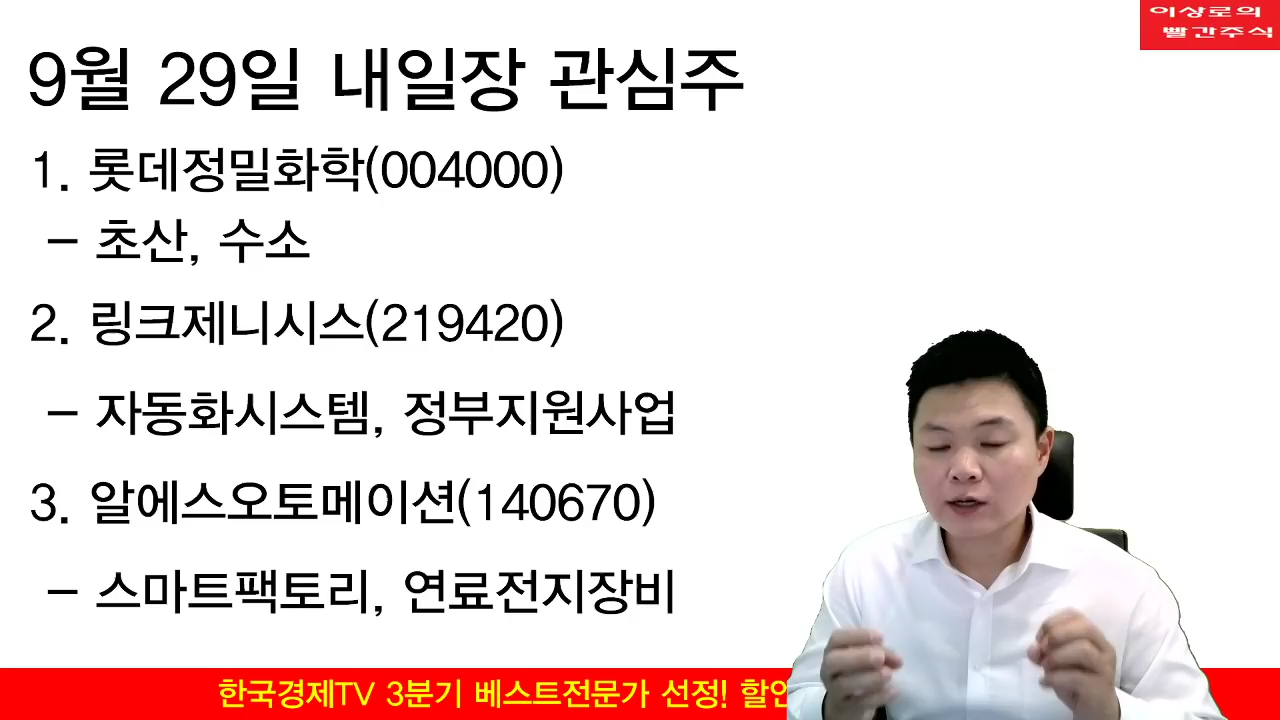 이상로의
빨간주식
9월 29일 내일장 관심주
1. 롯데정밀화학(004000)
- 초산, 수소
2. 링크제니시스(219420)
- 자동화시스템, 정부지원사업
3. 알에스오토메이션(140670)
- 스마트팩토리, 연료전지장비
한국경제TV 3분기 베스트전문가 선정!